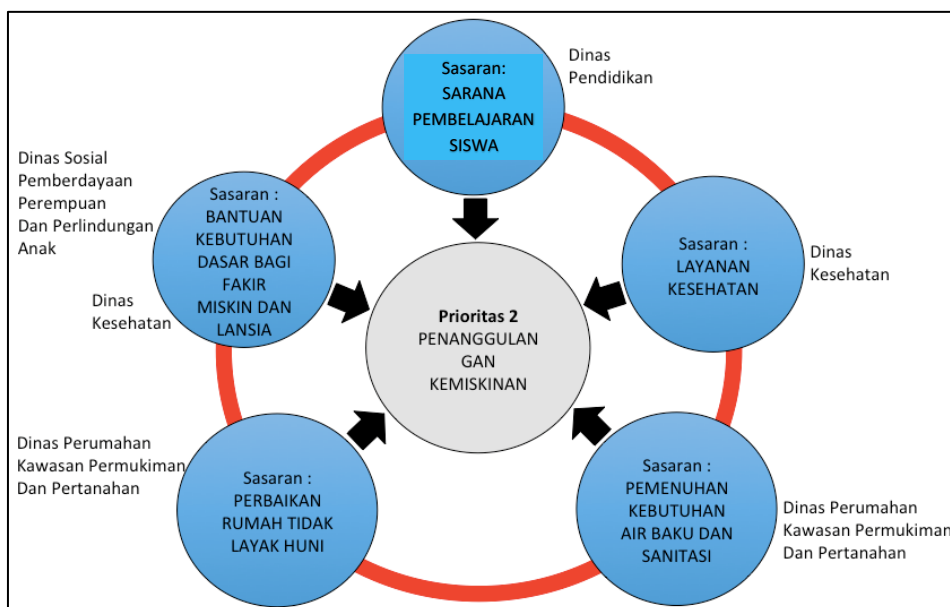 Sasaran:
SARANA
PEMBELAJARAN
SISWA
Dinas
Pendidikan
Dinas Sosial
Pemberdayaan
Perempuan
Dan Perlindungan
Anak
Dinas
Kesehatan
Sasaran :
BANTUAN
KEBUTUHAN
DASAR BAGI
FAKIR
MISKIN DAN
LANSIA
Sasaran :
LAYANAN
KESEHATAN
Dinas
Kesehatan
Prioritas 2
PENANGGULAN
GAN
KEMISKINAN
Dinas Perumahan
Kawasan Permukiman
Dan Pertanahan
Sasaran :
PERBAIKAN
RUMAH TIDAK
LAYAK HUNI
Sasaran :
PEMENUHAN
KEBUTUHAN
AIR BAKU DAN
SANITASI
Dinas Perumahan
Kawasan Permukiman
Dan Pertanahan